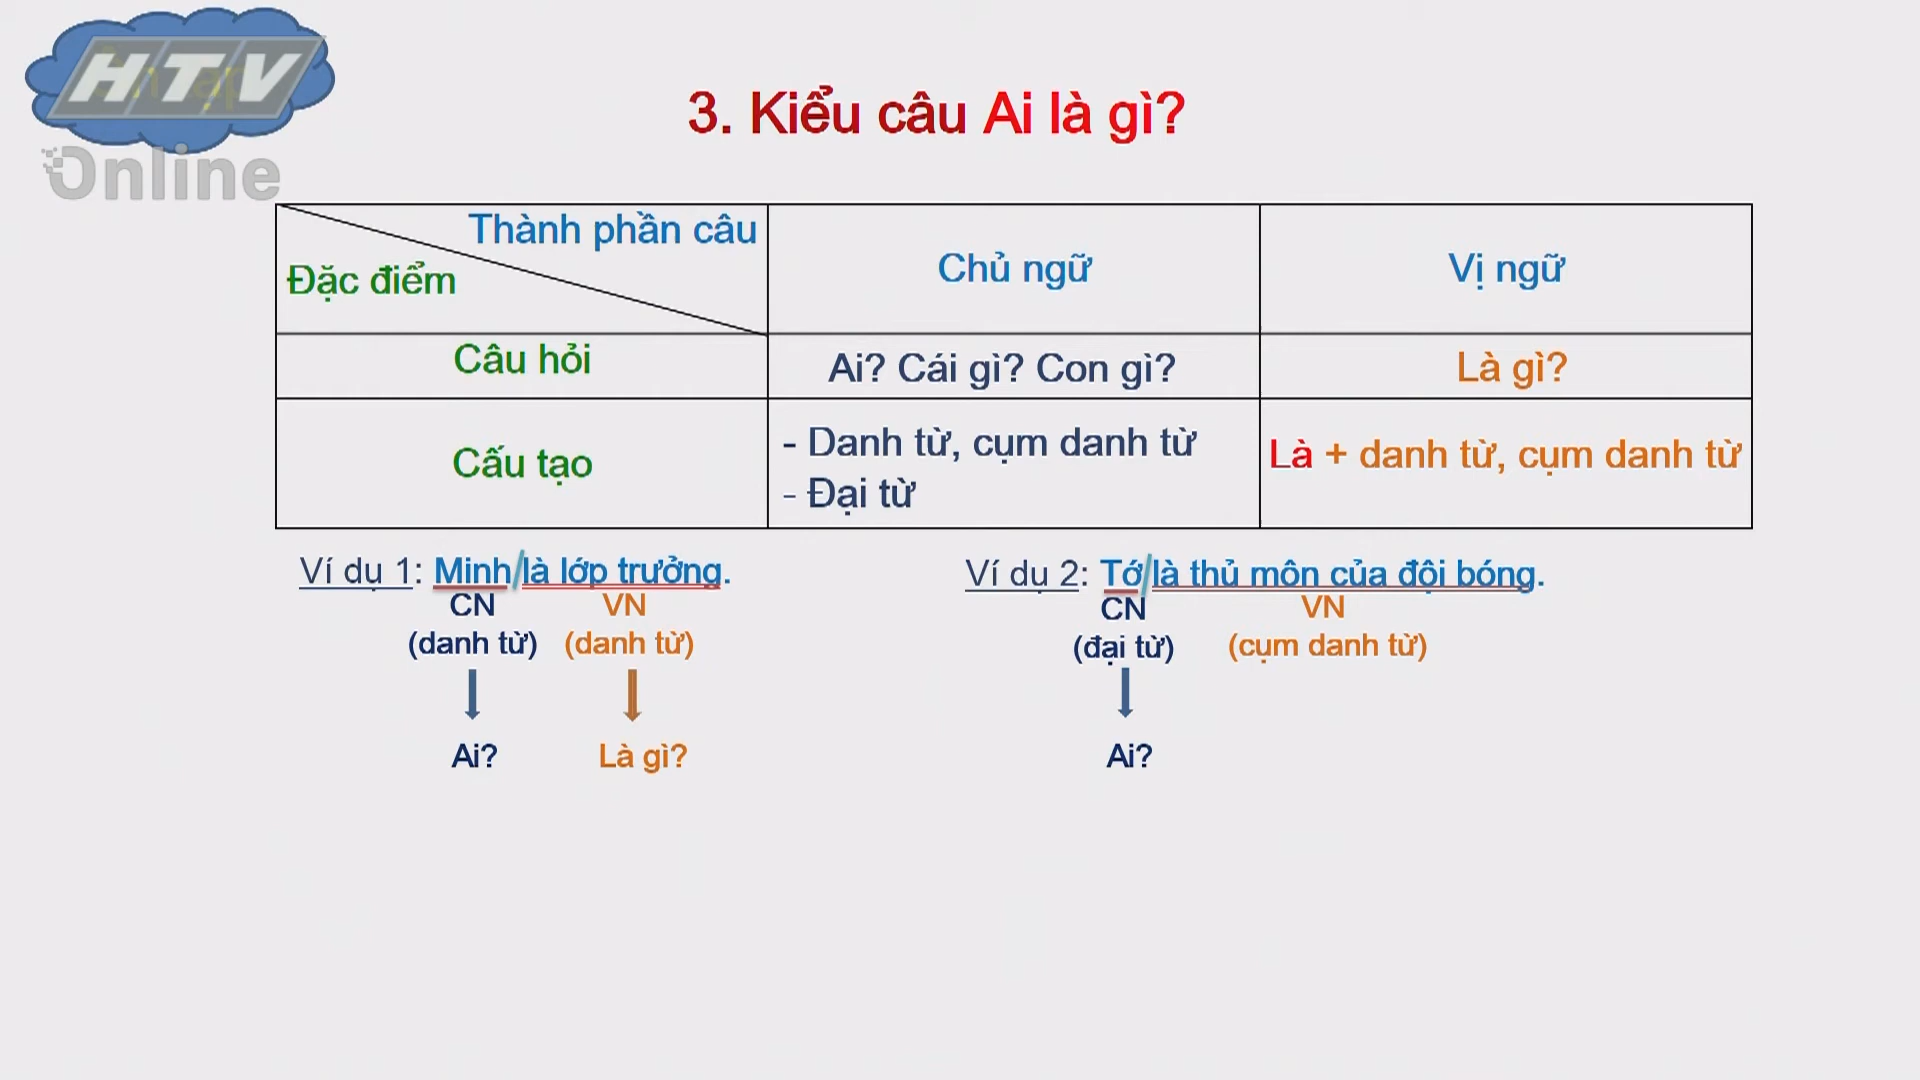 HTV
Online
3. Kiểu câu Ai là gì?
Thành phần câu
Đặc điểm
Chủ ngữ
Vị ngữ
Câu hỏi
Ai? Cái gì? Con gì?
Là gì?
Cấu tạo
- Danh từ, cụm danh từ
- Đại từ
Là + danh từ, cụm danh từ
Ví dụ 1: Minh/là lớp trưởng.
CN VN
(danh từ) (danh từ)
Ai? Là gì?
Ví dụ 2: Tớ/là thủ môn của đội bóng.
CN VN
(đại từ) (cụm danh từ)
Ai?